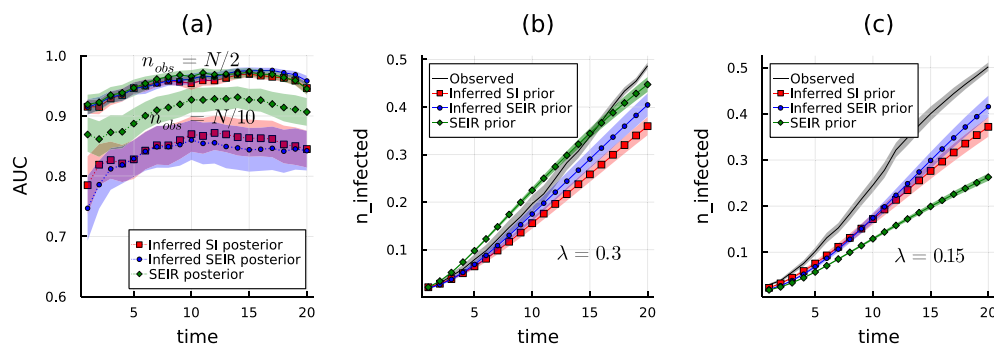 (a)
1.0
0.9
0.8
0.7
0.6
AUC
n_{obs} = N/2
n_{obs} = N/10
Inferred SI posterior
Inferred SEIR posterior
SEIR posterior
5
10
15
20
time
(b)
0.5
0.4
0.3
0.2
0.1
n_infected
Observed
Inferred SI prior
Inferred SEIR prior
SEIR prior
λ = 0.3
5
10
15
20
time
(c)
0.5
0.4
0.3
0.2
0.1
n_infected
Observed
Inferred SI prior
Inferred SEIR prior
SEIR prior
λ = 0.15
5
10
15
20
time